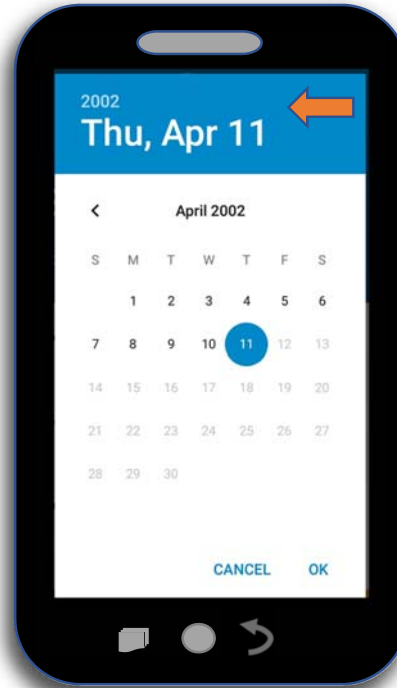 2002
Thu, Apr 11
April 2002
S M T W T F S
1 2 3 4 5 6
7 8 9 10 11 12 13
14 15 16 17 18 19 20
21 22 23 24 25 26 27
28 29 30
CANCEL OK